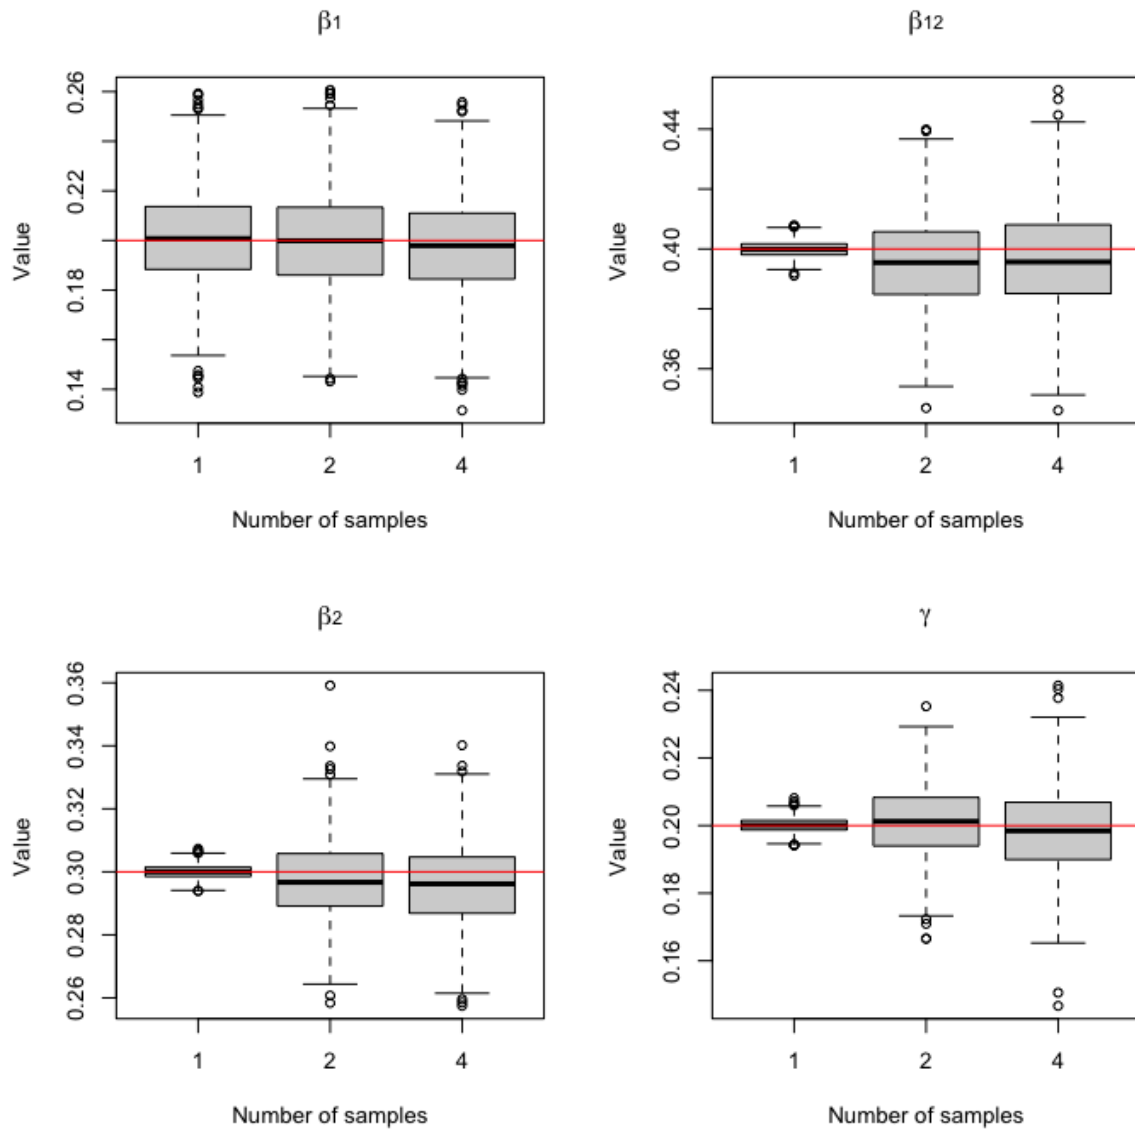 β1
0.26
0.22
0.18
0.14
Value
1 2 4
Number of samples
β12
0.44
0.40
0.36
Value
1 2 4
Number of samples
β2
0.36
0.34
0.32
0.30
0.28
0.26
Value
1 2 4
Number of samples
γ
0.24
0.22
0.20
0.18
0.16
Value
1 2 4
Number of samples